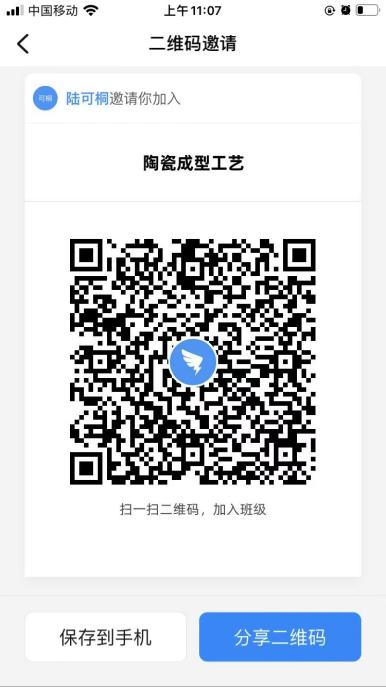 中国移动
上午11:07
二维码邀请
可桐
陆可桐邀请你加入
陶瓷成型工艺
扫一扫二维码，加入班级
保存到手机
分享二维码